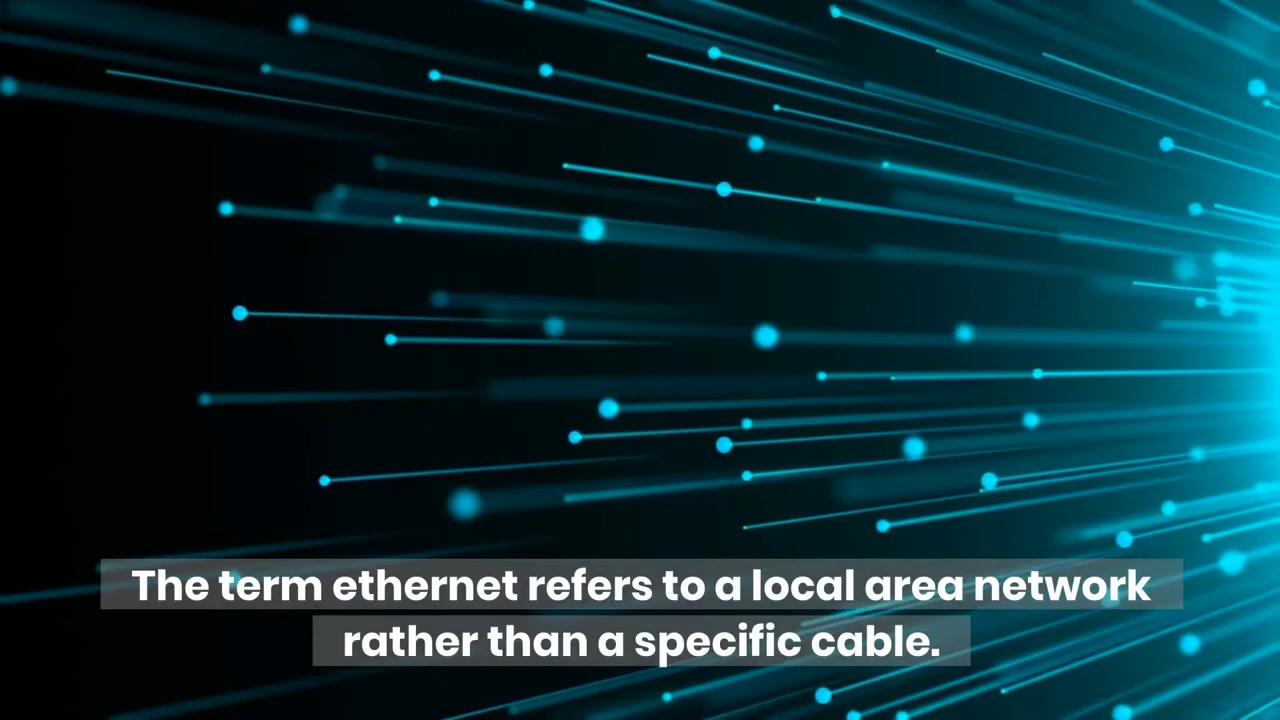 The term ethernet refers to a local area network
rather than a specific cable.